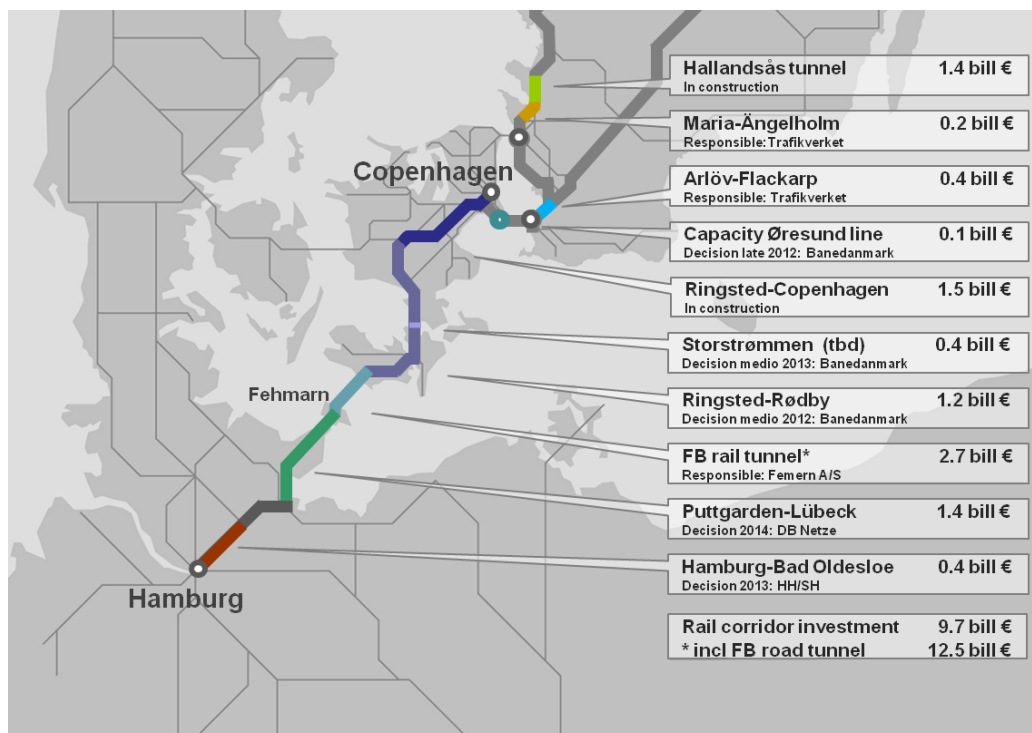 Hallandsås tunnel 1.4 bill €
In construction
Maria-Ängelholm 0.2 bill €
Responsible: Trafikverket
Copenhagen
Arlöv-Flackarp 0.4 bill €
Responsible: Trafikverket
Capacity Øresund line 0.1 bill €
Decision late 2012: Banedanmark
Ringsted-Copenhagen 1.5 bill €
In construction
Storstrømmen (tbd) 0.4 bill €
Decision medio 2013: Banedanmark
Fehmarn
Ringsted-Rødby 1.2 bill €
Decision medio 2012: Banedanmark
FB rail tunnel* 2.7 bill €
Responsible: Femern A/S
Puttgarden-Lübeck 1.4 bill €
Decision 2014: DB Netze
Hamburg-Bad Oldesloe 0.4 bill €
Decision 2013: HH/SH
Hamburg
Rail corridor investment 9.7 bill €
* incl FB road tunnel 12.5 bill €